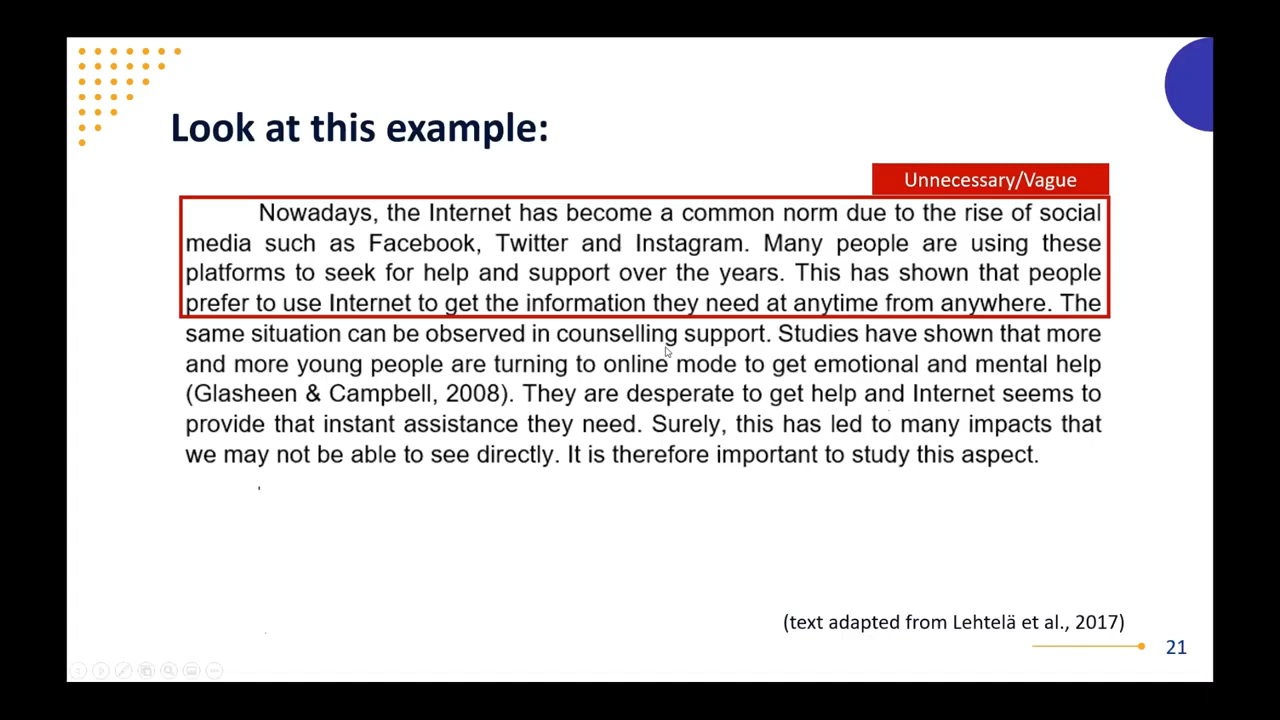 Look at this example:
Unnecessary/Vague
Nowadays, the Internet has become a common norm due to the rise of social
media such as Facebook, Twitter and Instagram. Many people are using these
platforms to seek for help and support over the years. This has shown that people
prefer to use Internet to get the information they need at anytime from anywhere. The
same situation can be observed in counselling support. Studies have shown that more
and more young people are turning to online mode to get emotional and mental help
(Glasheen & Campbell, 2008). They are desperate to get help and Internet seems to
provide that instant assistance they need. Surely, this has led to many impacts that
we may not be able to see directly. It is therefore important to study this aspect.
(text adapted from Lehtelä et al., 2017)
21